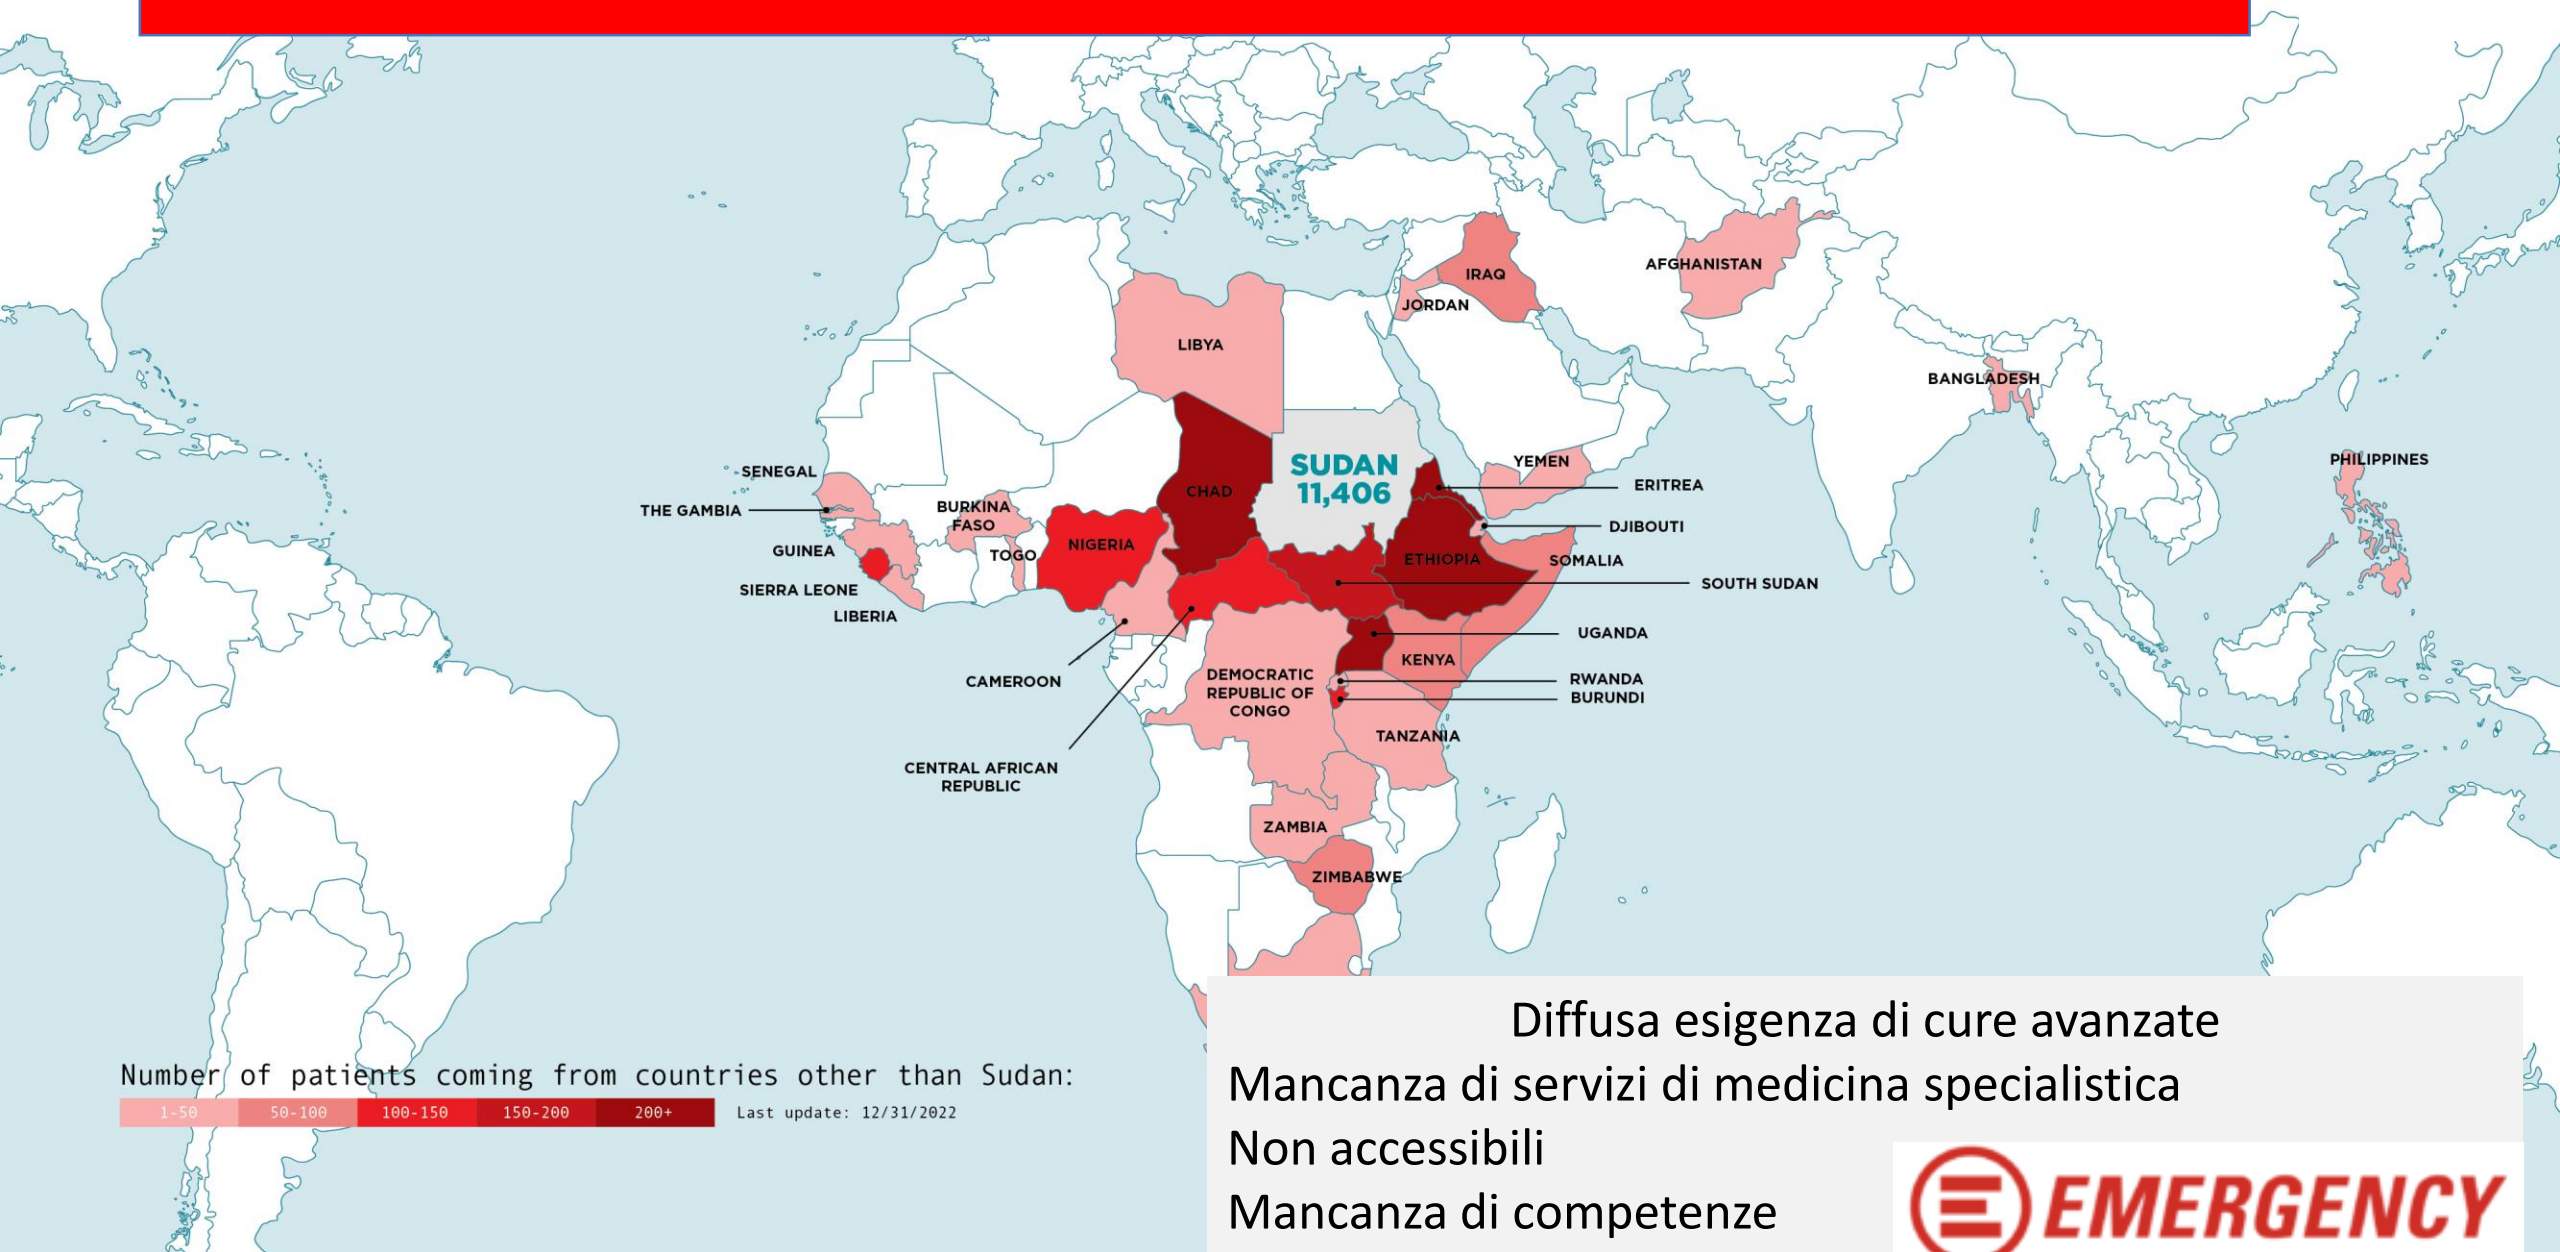 IRAQ
AFGHANISTAN
JORDAN
LIBYA
BANGLADESH
SUDAN
11,406
YEMEN
PHILIPPINES
SENEGAL
CHAD
ERITREA
THE GAMBIA
BURKINA
FASO
DJIBOUTI
GUINEA
TOGO
NIGERIA
ETHIOPIA
SOMALIA
SIERRA LEONE
SOUTH SUDAN
LIBERIA
UGANDA
KENYA
CAMEROON
DEMOCRATIC
REPUBLIC OF
CONGO
RWANDA
BURUNDI
TANZANIA
CENTRAL AFRICAN
REPUBLIC
ZAMBIA
ZIMBABWE
Number of patients coming from countries other than Sudan:
1-50 50-100 100-150 150-200 200+ Last update: 12/31/2022
Diffusa esigenza di cure avanzate
Mancanza di servizi di medicina specialistica
Non accessibili
Mancanza di competenze
EMERGENCY